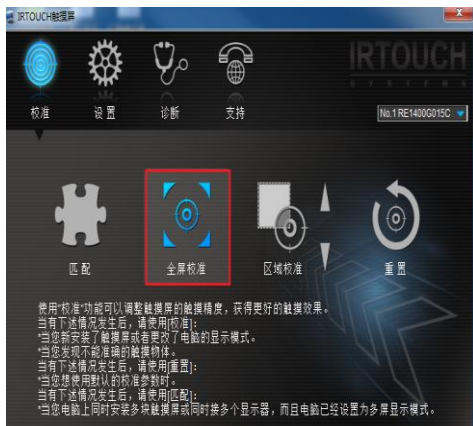 IRTOUCH触摸屏
IRTOUCH
SYSTEMS
校准 设置 诊断 支持
No.1 RE1400G015C
匹配 全屏校准 区域校准 重置
使用"校准"功能可以调整触摸屏的触摸精度，获得更好的触摸效果。
当有下述情况发生后，请使用[校准]:
*当您新安装了触摸屏或者更改了电脑的显示模式。
*当您发现不能准确的触摸物体。
当有下述情况发生后，请使用[重置]:
*当您想使用默认的校准参数时。
当有下述情况发生后，请使用[匹配]:
*当您电脑上同时安装多块触摸屏或同时接多个显示器，而且电脑已经设置为多屏显示模式。